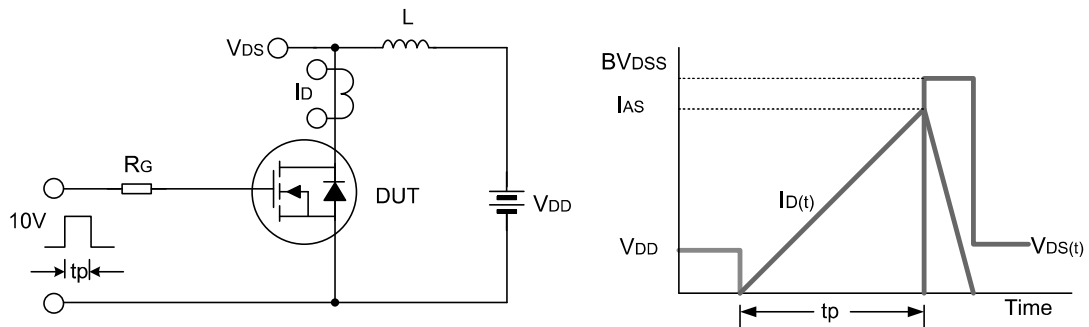 L
VDS
ID
RG
DUT
10V
VDD
tp
BVDSS
IAS
ID(t)
VDD
VDS(t)
tp
Time